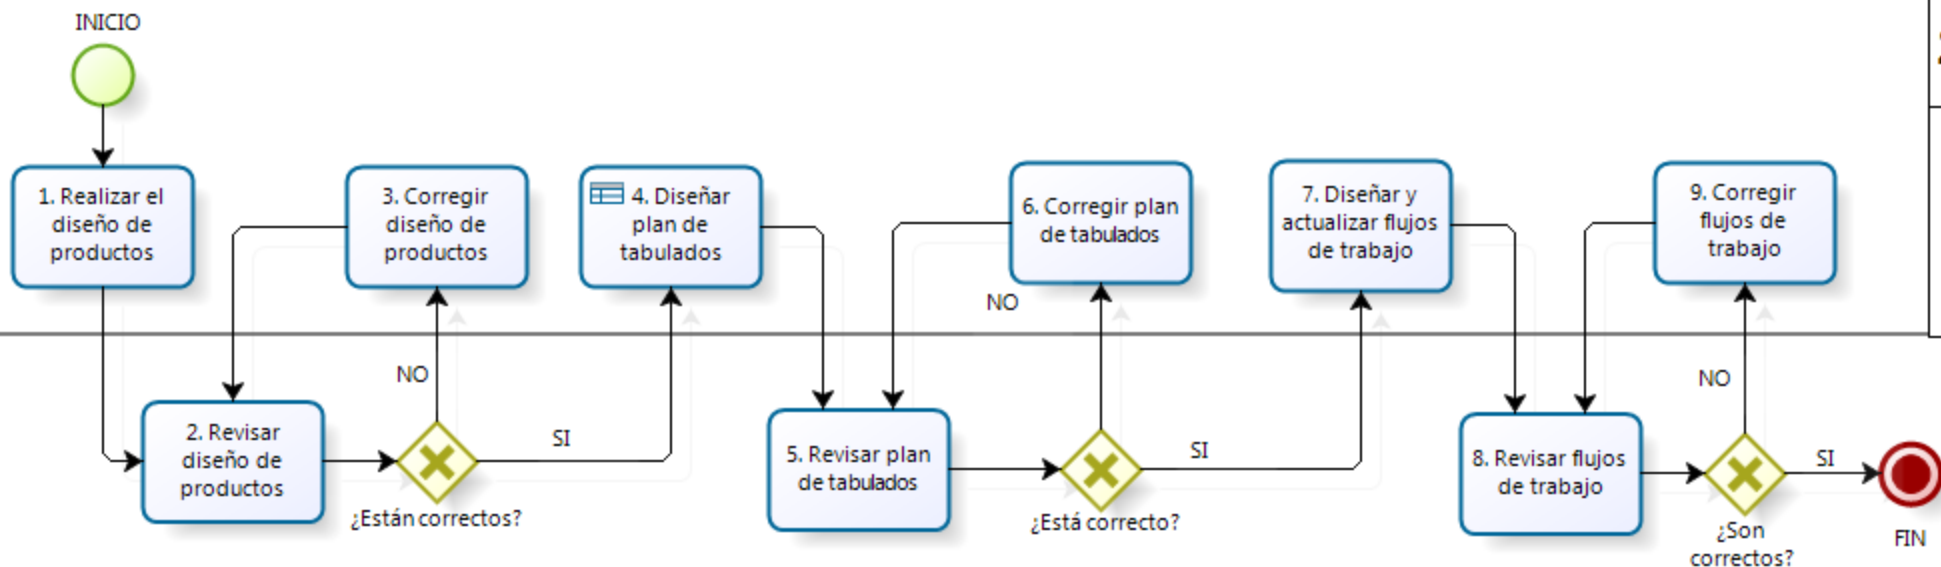 INICIO
1. Realizar el
diseño de
productos
2. Revisar
diseño de
productos
¿Están correctos?
NO
3. Corregir
diseño de
productos
SI
4. Diseñar
plan de
tabulados
5. Revisar plan
de tabulados
¿Está correcto?
NO
6. Corregir plan
de tabulados
SI
7. Diseñar y
actualizar flujos
de trabajo
8. Revisar flujos
de trabajo
¿Son
correctos?
NO
9. Corregir
flujos de
trabajo
SI
FIN